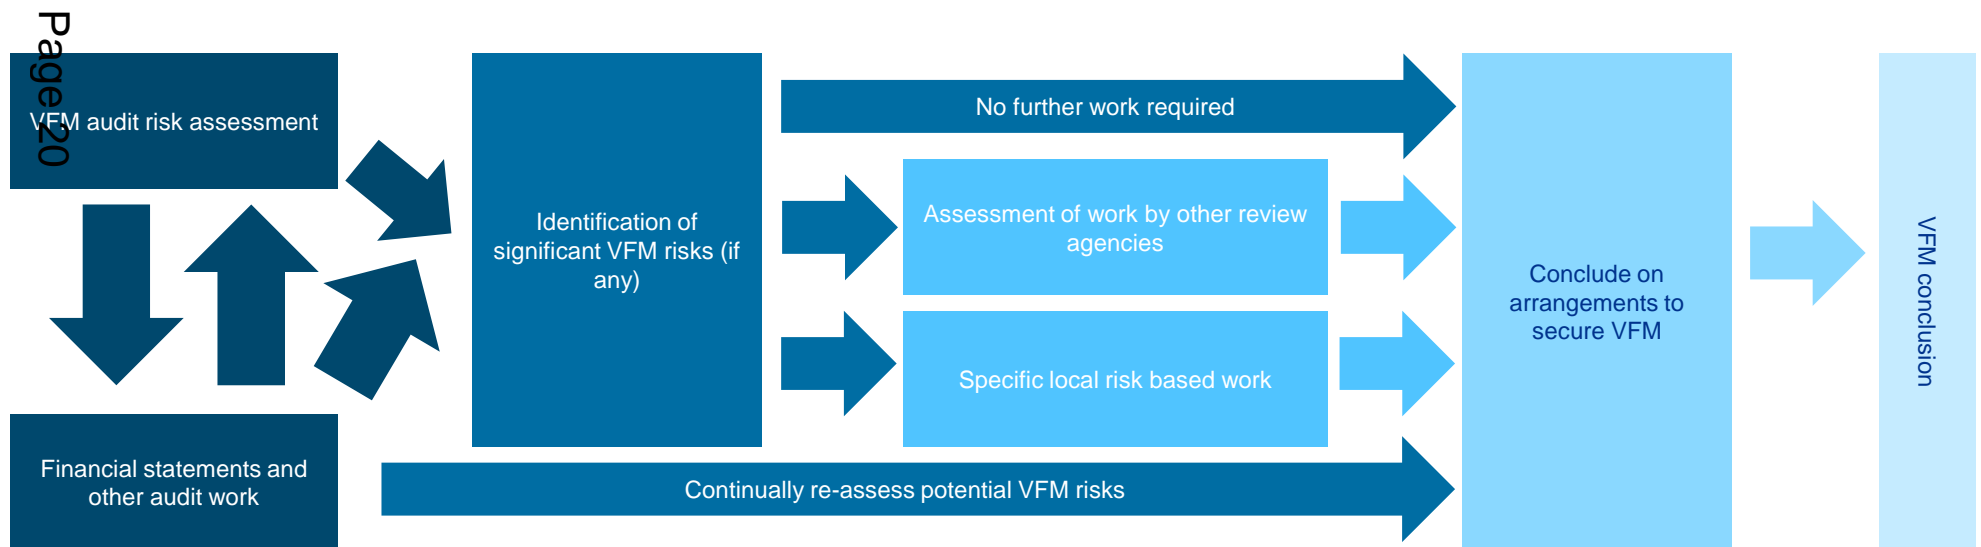 Page 20
VFM audit risk assessment
Financial statements and
other audit work
Identification of
significant VFM risks (if
any)
No further work required
Assessment of work by other review
agencies
Specific local risk based work
Continually re-assess potential VFM risks
Conclude on
arrangements to
secure VFM
VFM conclusion